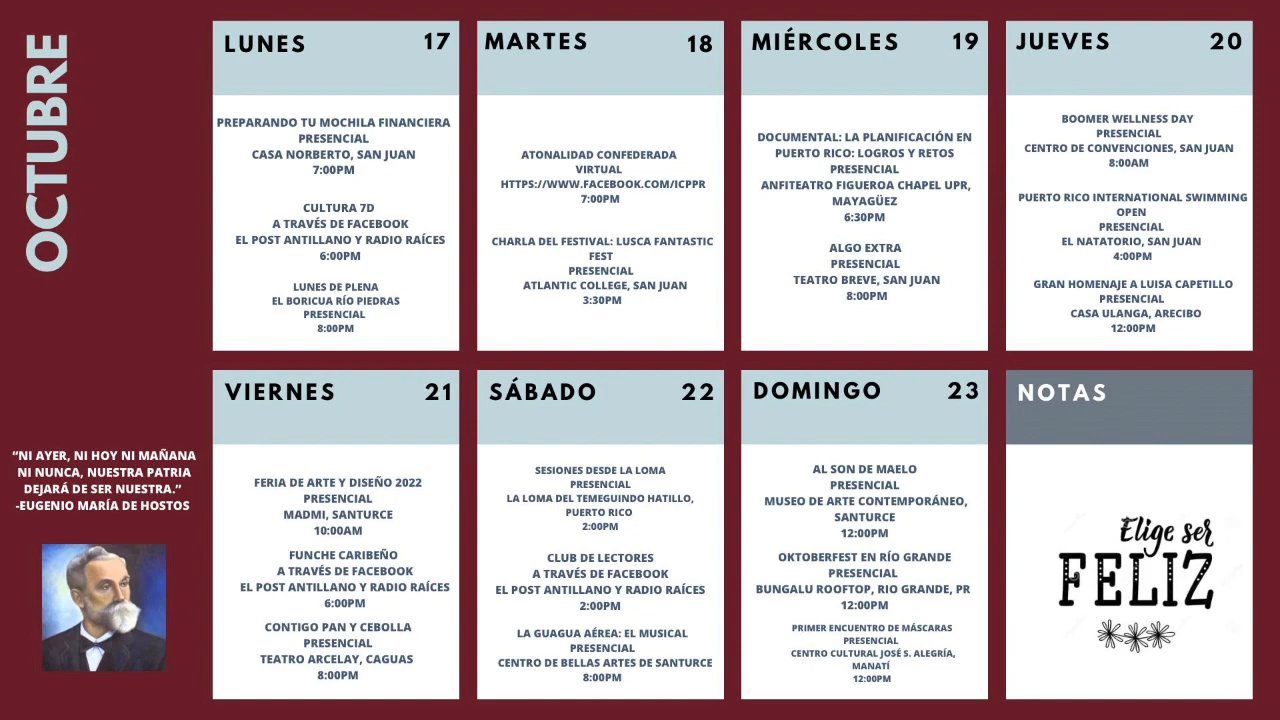 OCTUBRE
LUNES 17
PREPARANDO TU MOCHILA FINANCIERA
PRESENCIAL
CASA NORBERTO, SAN JUAN
7:00PM
CULTURA 7D
A TRAVÉS DE FACEBOOK
EL POST ANTILLANO Y RADIO RAÍCES
6:00PM
LUNES DE PLENA
EL BORICUA RÍO PIEDRAS
PRESENCIAL
8:00PM
MARTES 18
ATONALIDAD CONFEDERADA
VIRTUAL
HTTPS://WWW.FACEBOOK.COM/ICPPR
7:00PM
CHARLA DEL FESTIVAL: LUSCA FANTASTIC
FEST
PRESENCIAL
ATLANTIC COLLEGE, SAN JUAN
3:30PM
MIÉRCOLES 19
DOCUMENTAL: LA PLANIFICACIÓN EN
PUERTO RICO: LOGROS Y RETOS
PRESENCIAL
ANFITEATRO FIGUEROA CHAPEL UPR,
MAYAGÜEZ
6:30PM
ALGO EXTRA
PRESENCIAL
TEATRO BREVE, SAN JUAN
8:00PM
JUEVES 20
BOOMER WELLNESS DAY
PRESENCIAL
CENTRO DE CONVENCIONES, SAN JUAN
8:00AM
PUERTO RICO INTERNATIONAL SWIMMING
OPEN
PRESENCIAL
EL NATATORIO, SAN JUAN
4:00PM
GRAN HOMENAJE A LUISA CAPETILLO
PRESENCIAL
CASA ULANGA, ARECIBO
12:00PM
"NI AYER, NI HOY NI MAÑANA
NI NUNCA, NUESTRA PATRIA
DEJARÁ DE SER NUESTRA."
-EUGENIO MARÍA DE HOSTOS
VIERNES 21
FERIA DE ARTE Y DISEÑO 2022
PRESENCIAL
MADMI, SANTURCE
10:00AM
FUNCHE CARIBEÑO
A TRAVÉS DE FACEBOOK
EL POST ANTILLANO Y RADIO RAÍCES
6:00PM
CONTIGO PAN Y CEBOLLA
PRESENCIAL
TEATRO ARCELAY, CAGUAS
8:00PM
SÁBADO 22
SESIONES DESDE LA LOMA
PRESENCIAL
LA LOMA DEL TEMEGUINDO HATILLO,
PUERTO RICO
2:00PM
CLUB DE LECTORES
A TRAVÉS DE FACEBOOK
EL POST ANTILLANO Y RADIO RAÍCES
2:00PM
LA GUAGUA AÉREA: EL MUSICAL
PRESENCIAL
CENTRO DE BELLAS ARTES DE SANTURCE
8:00PM
DOMINGO 23
AL SON DE MAELO
PRESENCIAL
MUSEO DE ARTE CONTEMPORÁNEO,
SANTURCE
12:00PM
OKTOBERFEST EN RÍO GRANDE
PRESENCIAL
BUNGALU ROOFTOP, RIO GRANDE, PR
12:00PM
PRIMER ENCUENTRO DE MÁSCARAS
PRESENCIAL
CENTRO CULTURAL JOSÉ S. ALEGRÍA,
MANATÍ
12:00PM
NOTAS
Elige ser
FELIZ